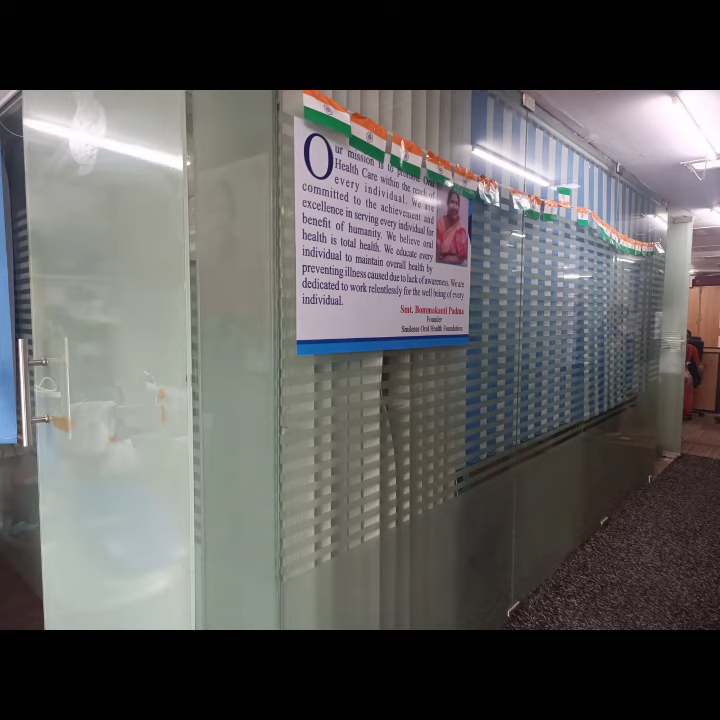 Our mission is to promote Oral
Health Care within the reach of
every individual. We are
committed to the achievement and
excellence in serving every individual for
benefit of humanity. We believe oral
health is total health. We educate every
individual to maintain overall health by
preventing illness caused due to lack of awareness. We are
dedicated to work relentlessly for the well being of every
individual.
Smt. Bommakanti Padma
Founder
Smileses Oral Health Foundation